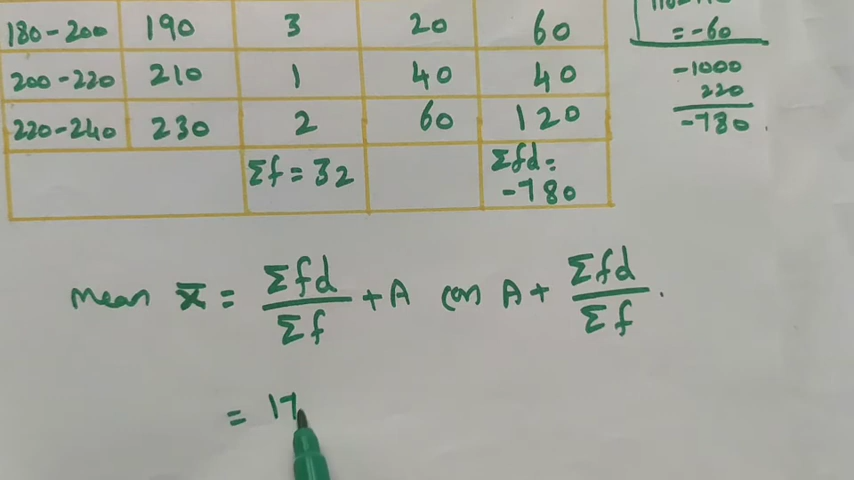 180-200 190 3 20 60
200-220 210 1 40 40
220-240 230 2 60 120
Σf = 32 Σfd =
-780
= -60
-1000
220
-780.
mean x̅ = Σfd/Σf + A (or) A + Σfd/Σf.
= 17